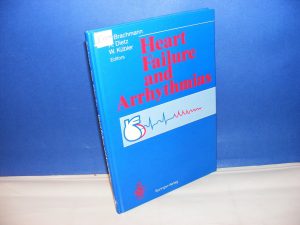 Brachmann
Dietz
W. Kübler
Editors
Heart
Failure
and
Arrhythmias
Springer-Verlag